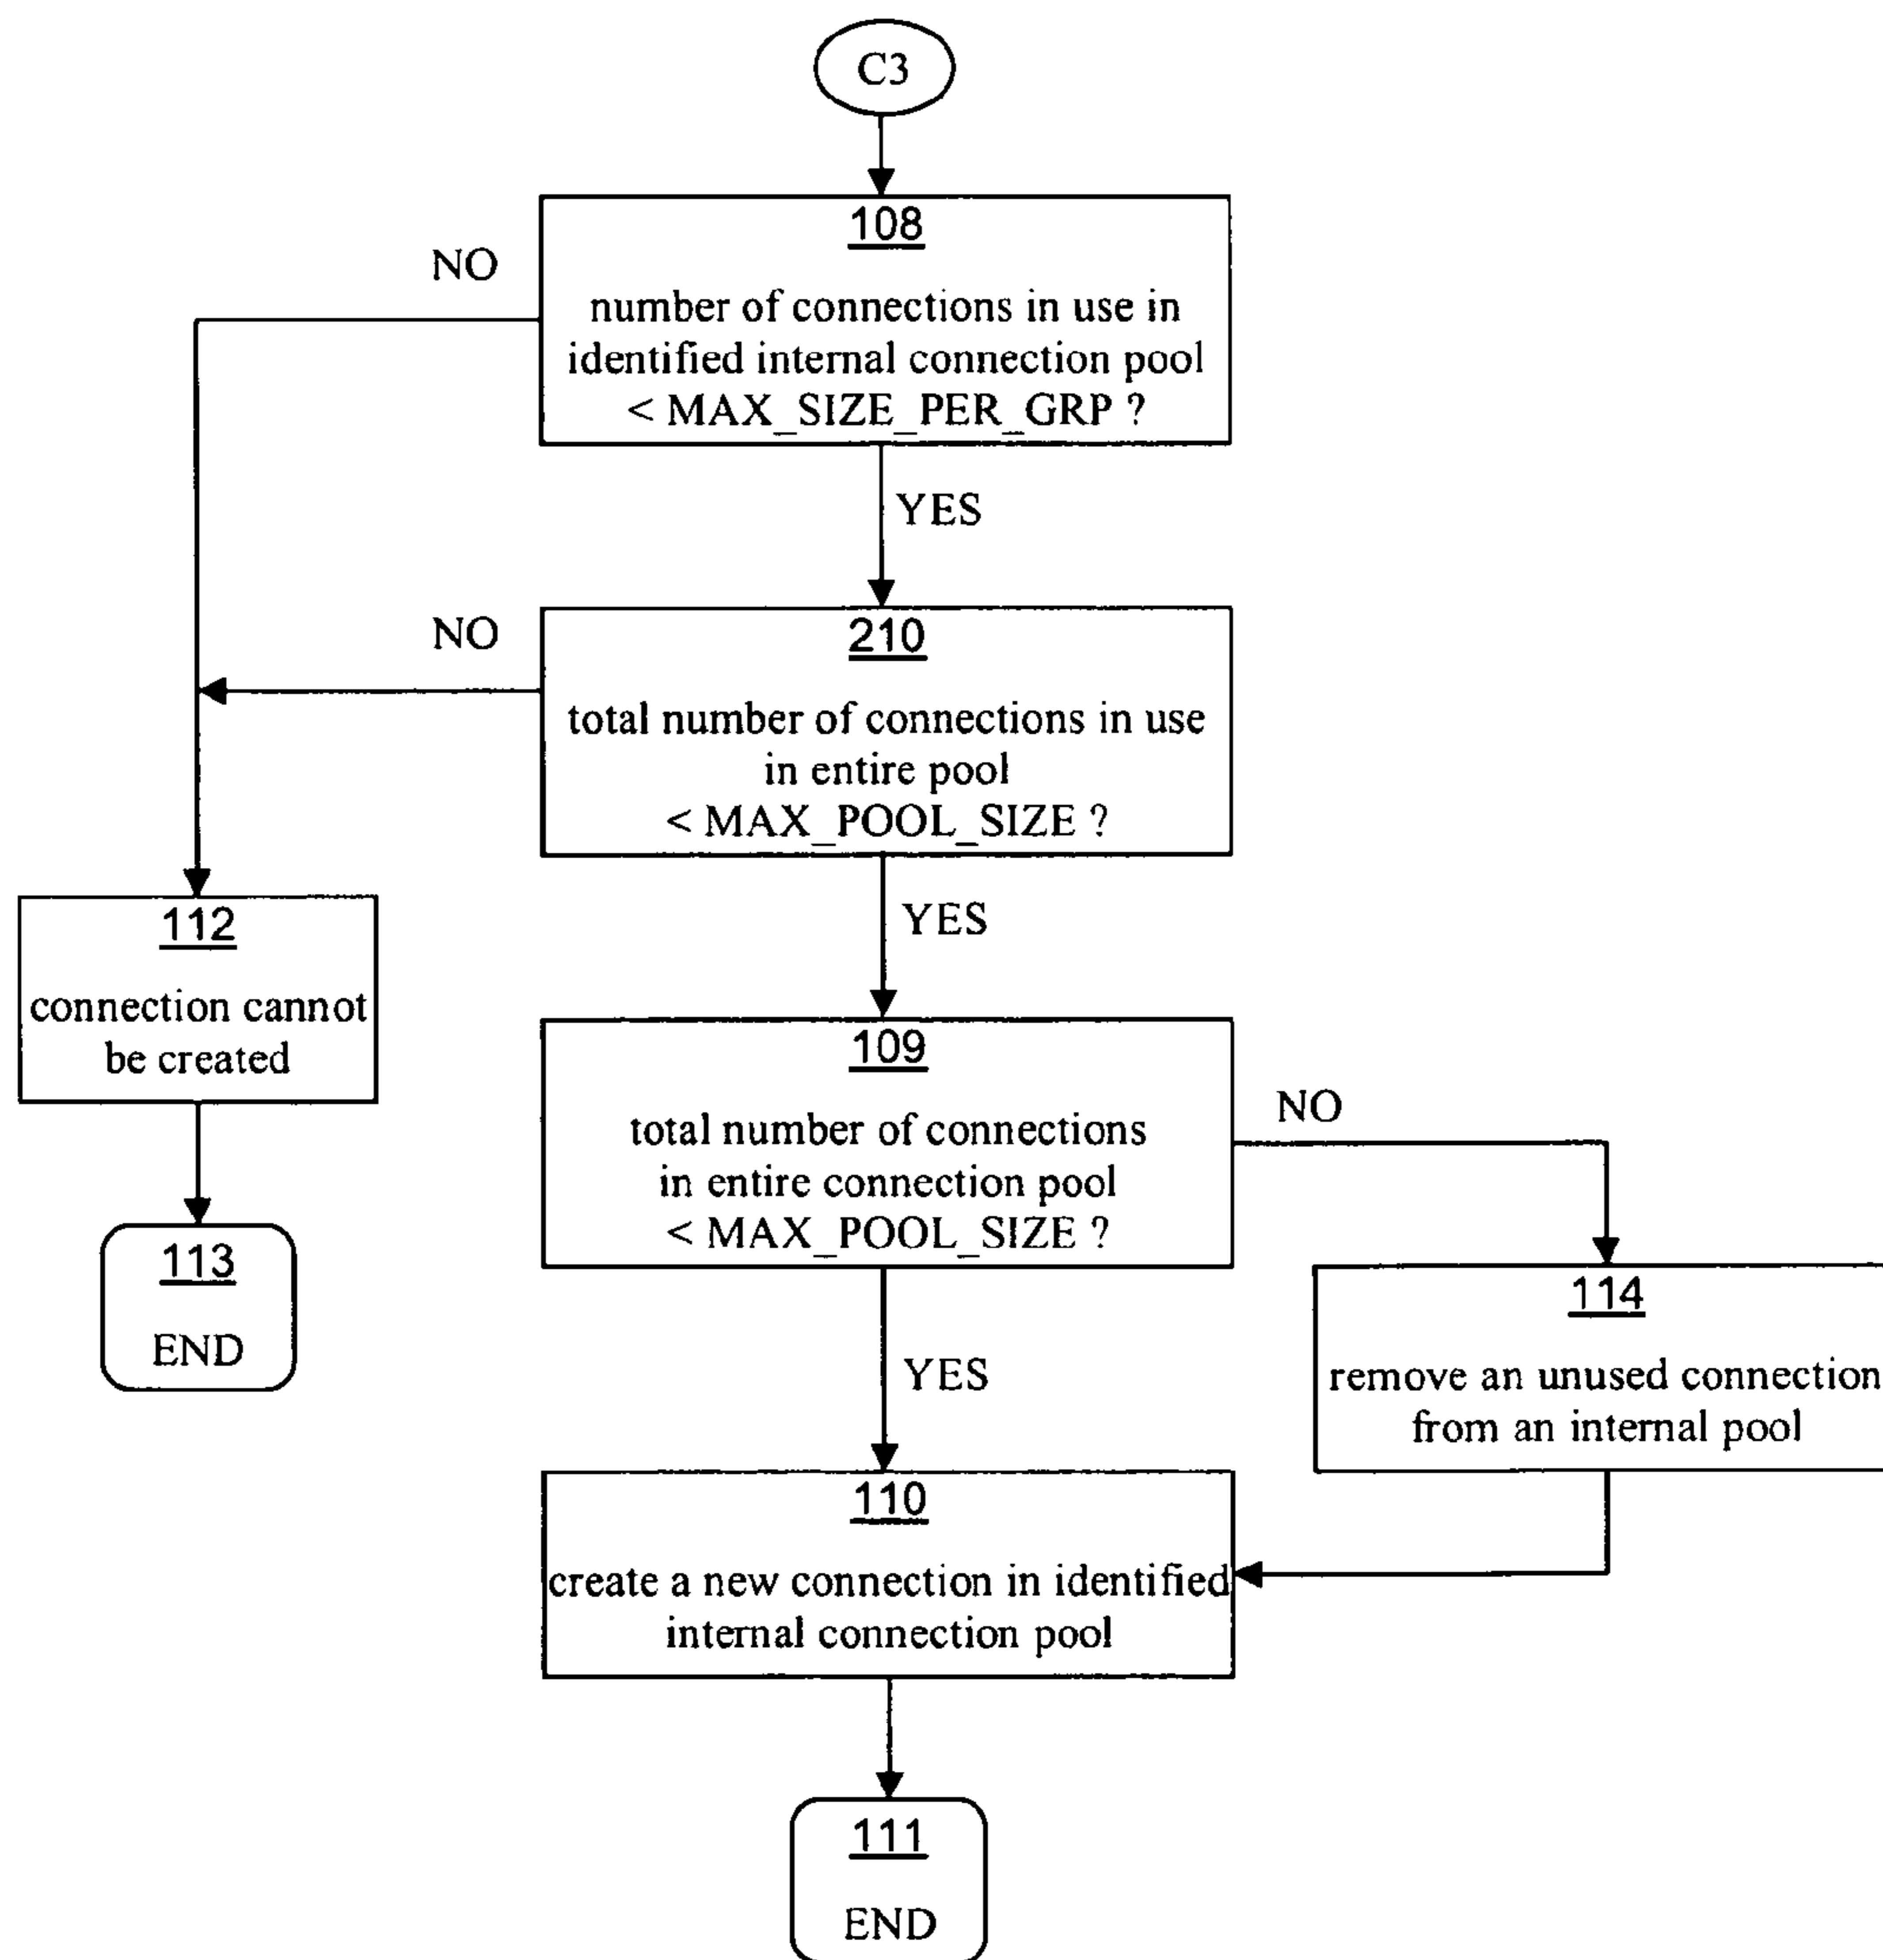 C3
108
NO
number of connections in use in
identified internal connection pool
< MAX_SIZE_PER_GRP ?
YES
210
NO
total number of connections in use
in entire pool
< MAX_POOL_SIZE ?
YES
112
connection cannot
be created
109
NO
total number of connections
in entire connection pool
< MAX_POOL_SIZE ?
113
END
YES
114
remove an unused connection
from an internal pool
110
create a new connection in identified
internal connection pool
111
END